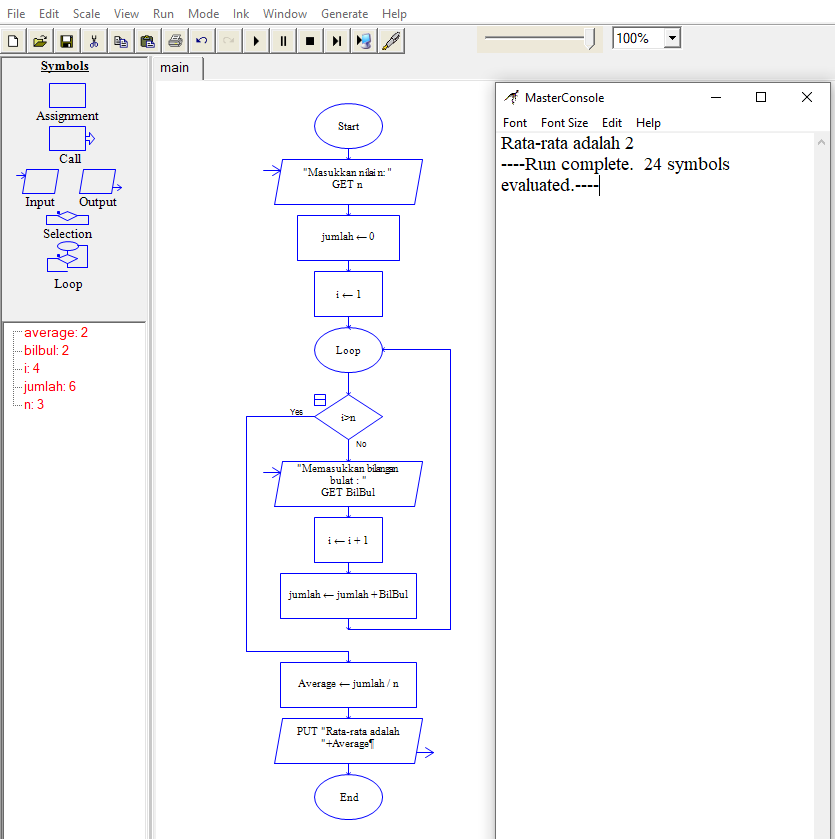 File Edit Scale View Run Mode Ink Window Generate Help
100%
Symbols
Assignment
Call
Input Output
Selection
Loop
average: 2
bilbul: 2
i: 4
jumlah: 6
n: 3
main
Start
"Masukkan nilai n: "
GET n
jumlah ← 0
i ← 1
Loop
Yes
i>n
No
"Memasukkan bilangan
bulat : "
GET BilBul
i ← i + 1
jumlah ← jumlah + BilBul
Average ← jumlah / n
PUT "Rata-rata adalah
"+Average¶
End
MasterConsole
Font Font Size Edit Help
Rata-rata adalah 2
----Run complete. 24 symbols
evaluated.----